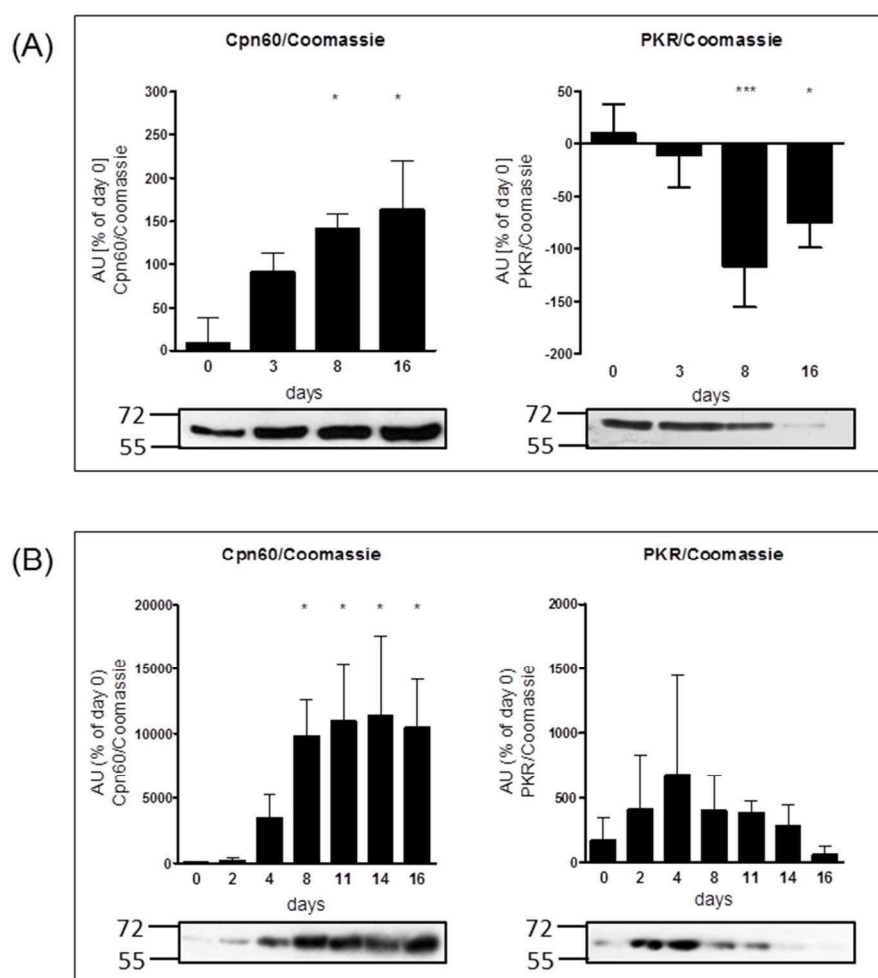 (A)
Cpn60/Coomassie
AU [% of day 0]
Cpn60/Coomassie
300
250
200
150
100
50
0
* *
0 3 8 16
days
72
55
PKR/Coomassie
AU [% of day 0]
PKR/Coomassie
50
0
-50
-100
-150
-200
*** *
0 3 8 16
days
72
55
(B)
Cpn60/Coomassie
AU (% of day 0)
Cpn60/Coomassie
20000
15000
10000
5000
0
* * * *
0 2 4 8 11 14 16
days
72
55
PKR/Coomassie
AU (% of day 0)
PKR/Coomassie
2000
1500
1000
500
0
0 2 4 8 11 14 16
days
72
55